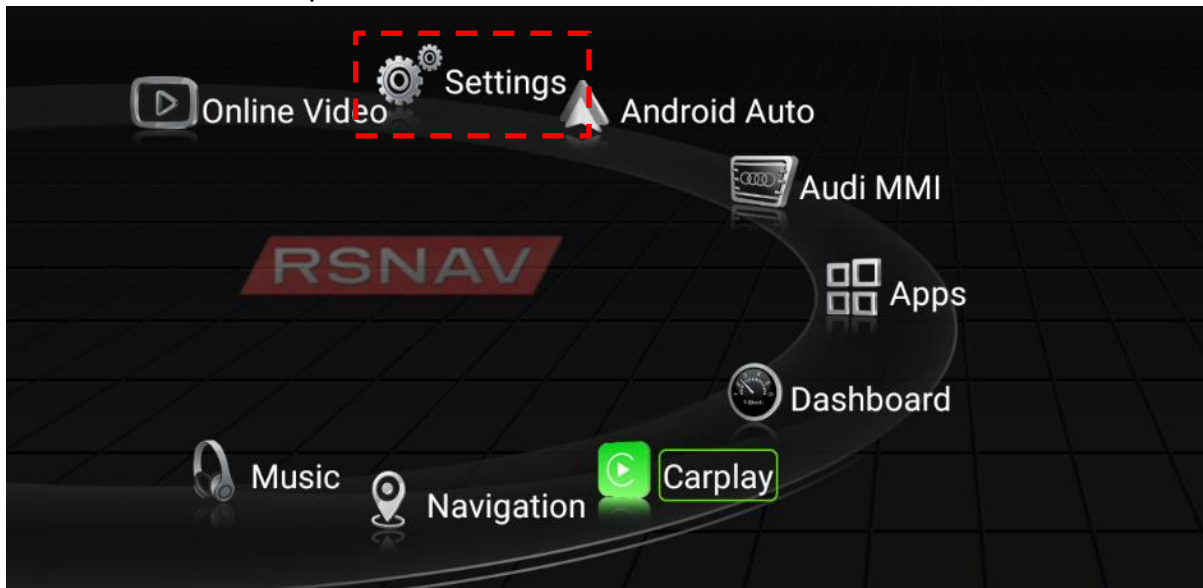 Settings
Online Video
Android Auto
Audi MMI
RSNAV
Apps
Dashboard
Carplay
Music
Navigation